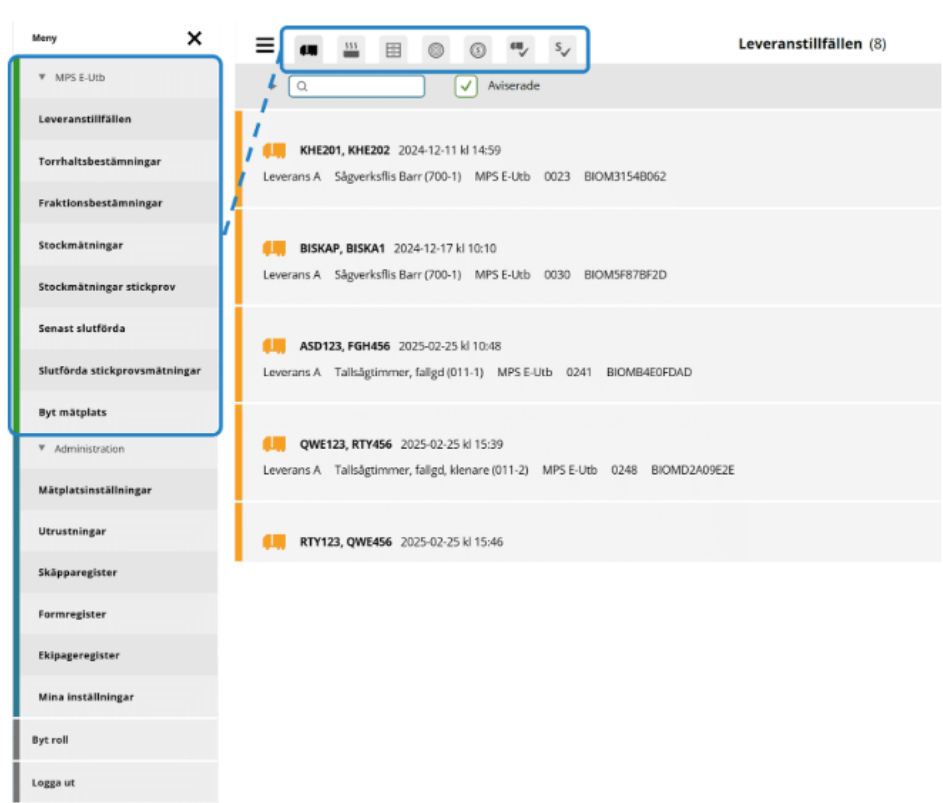 Meny
MPS E-Utb
Leveranstillfällen
Torrhaltsbestämningar
Fraktionsbestämningar
Stockmätningar
Stockmätningar stickprov
Senast slutförda
Slutförda stickprovsmätningar
Byt mätplats
Administration
Mätplatsinställningar
Utrustningar
Skäpparegister
Formregister
Ekipageregister
Mina inställningar
Byt roll
Logga ut
Leveranstillfällen (8)
Aviserade
KHE201, KHE202 2024-12-11 kl 14:59
Leverans A Sågverksflis Barr (700-1) MPS E-Utb 0023 BIOM3154B062
BISKAP, BISKA1 2024-12-17 kl 10:10
Leverans A Sågverksflis Barr (700-1) MPS E-Utb 0030 BIOM5F87BF2D
ASD123, FGH456 2025-02-25 kl 10:48
Leverans A Tallsågtimmer, fallgd (011-1) MPS E-Utb 0241 BIOMB4E0FDAD
QWE123, RTY456 2025-02-25 kl 15:39
Leverans A Tallsågtimmer, fallgd, klenare (011-2) MPS E-Utb 0248 BIOMD2A09E2E
RTY123, QWE456 2025-02-25 kl 15:46